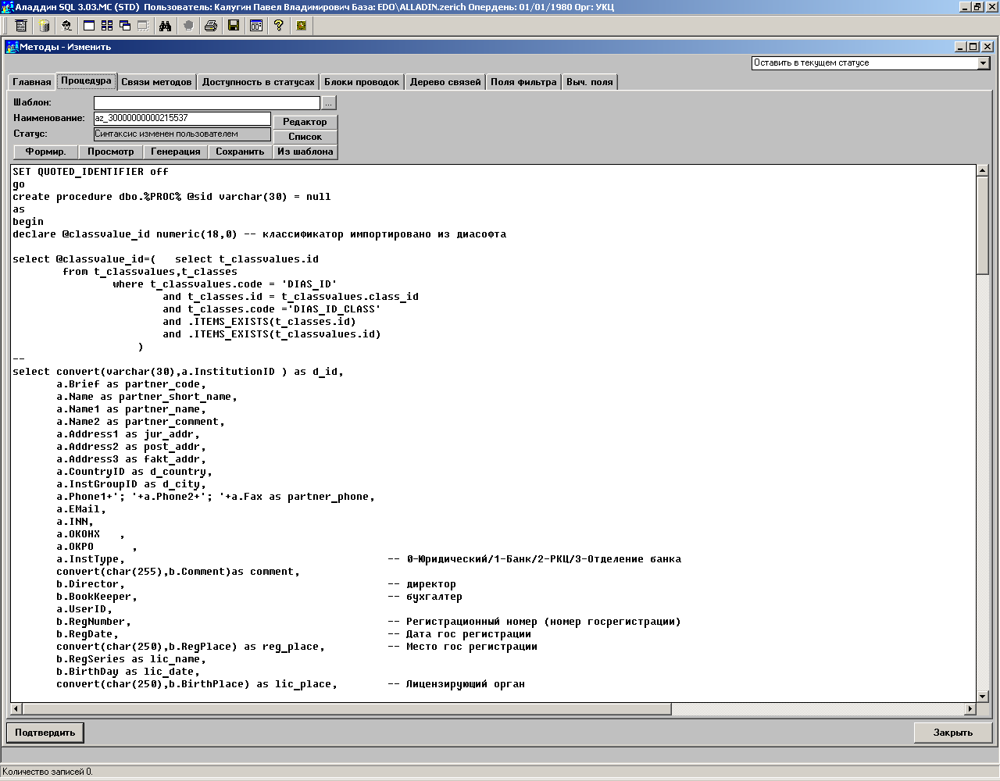 Аладдин SQL 3.03.MC (STD)  Пользователь: Калугин Павел Владимирович База: EDO\ALLADIN.zerich Опердень: 01/01/1980 Орг: УКЦ
Методы - Изменить
Оставить в текущем статусе
Главная Процедура Связи методов Доступность в статусах Блоки проводок Дерево связей Поля фильтра Выч. поля
Шаблон: ...
Наименование: az_30000000000215537 Редактор
Статус: Синтаксис изменен пользователем Список
Формир. Просмотр Генерация Сохранить Из шаблона
SET QUOTED_IDENTIFIER off
go
create procedure dbo.%PROC% @sid varchar(30) = null
as
begin
declare @classvalue_id numeric(18,0) -- классификатор импортировано из диасофта
select @classvalue_id=(   select t_classvalues.id
from t_classvalues,t_classes
where t_classvalues.code = 'DIAS_ID'
and t_classes.id = t_classvalues.class_id
and t_classes.code ='DIAS_ID_CLASS'
and .ITEMS_EXISTS(t_classes.id)
and .ITEMS_EXISTS(t_classvalues.id)
)
--
select convert(varchar(30),a.InstitutionID ) as d_id,
a.Brief as partner_code,
a.Name as partner_short_name,
a.Name1 as partner_name,
a.Name2 as partner_comment,
a.Address1 as jur_addr,
a.Address2 as post_addr,
a.Address3 as fakt_addr,
a.CountryID as d_country,
a.InstGroupID as d_city,
a.Phone1+'; '+a.Phone2+'; '+a.Fax as partner_phone,
a.EMail,
a.INN,
a.OKOHX   ,
a.OKPO      ,
a.InstType, -- 0-Юридический/1-Банк/2-РКЦ/3-Отделение банка
convert(char(255),b.Comment)as comment,
b.Director, -- директор
b.BookKeeper, -- бухгалтер
a.UserID,
b.RegNumber, -- Регистрационный номер (номер госрегистрации)
b.RegDate, -- Дата гос регистрации
convert(char(250),b.RegPlace) as reg_place, -- Место гос регистрации
b.RegSeries as lic_name,
b.BirthDay as lic_date,
convert(char(250),b.BirthPlace) as lic_place, -- Лицензирующий орган
Подтвердить Закрыть
Количество записей 0.